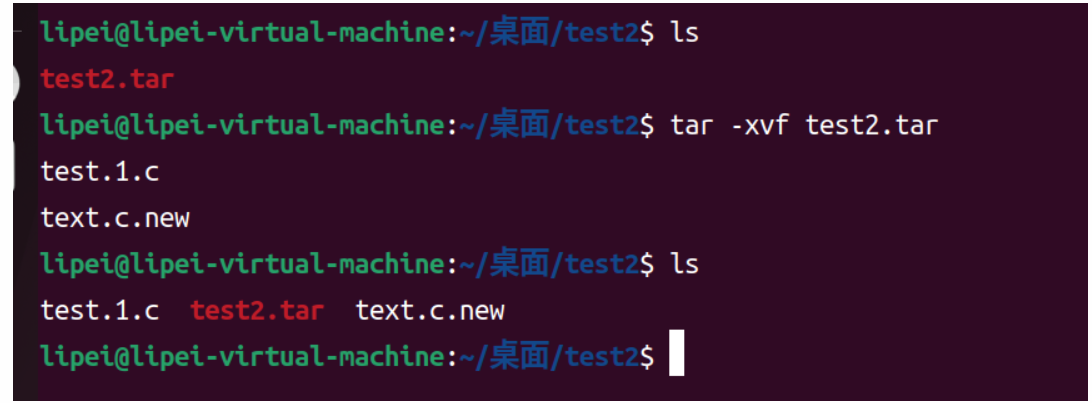 lipei@lipei-virtual-machine:~/桌面/test2$ ls
test2.tar
lipei@lipei-virtual-machine:~/桌面/test2$ tar -xvf test2.tar
test.1.c
text.c.new
lipei@lipei-virtual-machine:~/桌面/test2$ ls
test.1.c  test2.tar  text.c.new
lipei@lipei-virtual-machine:~/桌面/test2$